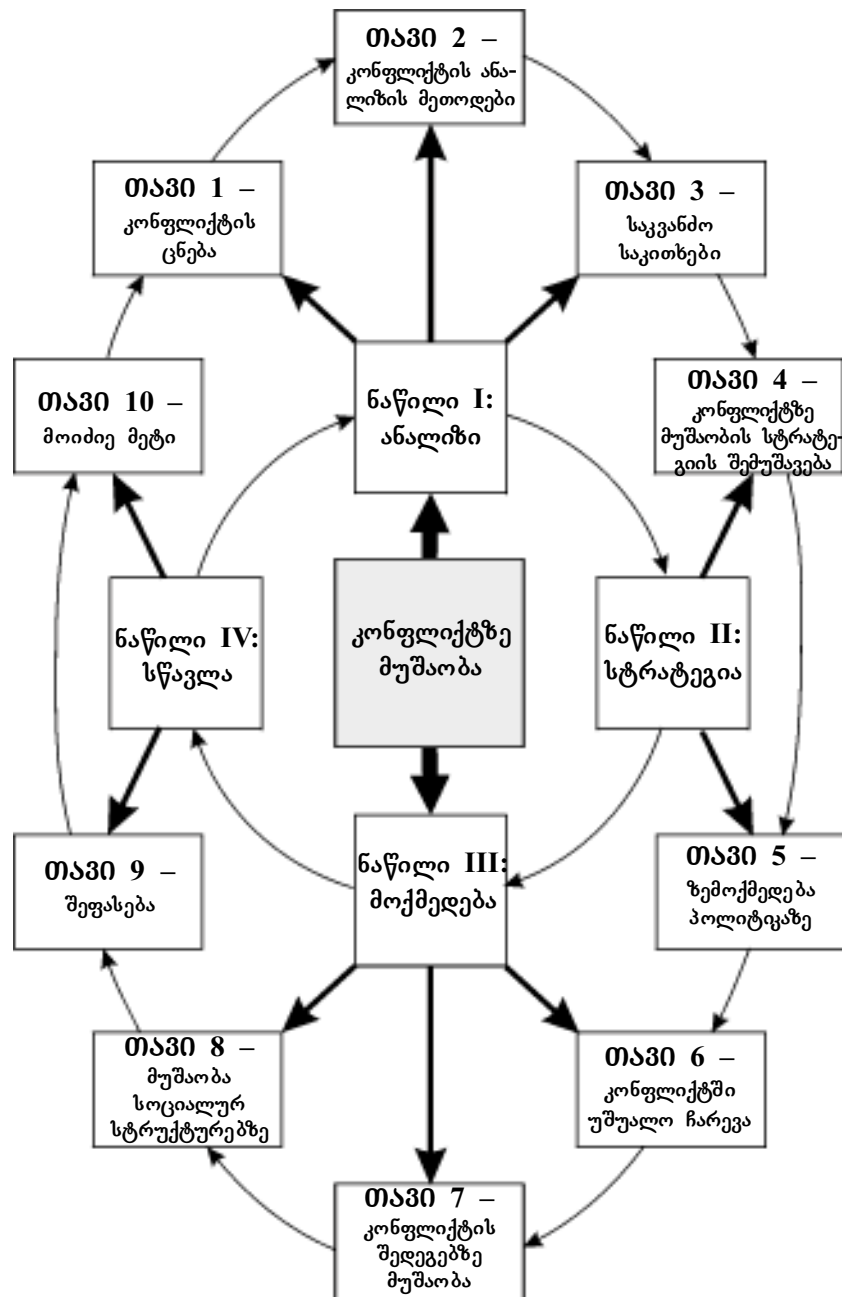 თავი 2 –
კონფლიქტის ანა-
ლიზის მეთოდები
თავი 1 –
კონფლიქტის
ცნება
თავი 3 –
საკვანძო
საკითხები
თავი 10 –
მოიძიე მეტი
ნაწილი I:
ანალიზი
თავი 4 –
კონფლიქტზე
მუშაობის სტრატე-
გიის შემუშავება
ნაწილი IV:
სწავლა
კონფლიქტზე
მუშაობა
ნაწილი II:
სტრატეგია
თავი 9 –
შეფასება
ნაწილი III:
მოქმედება
თავი 5 –
ზემოქმედება
პოლიტიკაზე
თავი 8 –
მუშაობა
სოციალურ
სტრუქტურებზე
თავი 6 –
კონფლიქტში
უშუალო ჩარევა
თავი 7 –
კონფლიქტის
შედეგებზე
მუშაობა